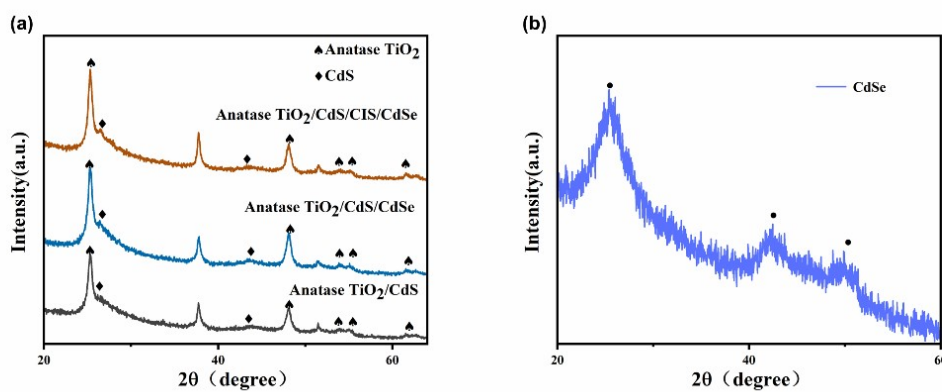 (a)
♠Anatase TiO2
♦CdS
Anatase TiO2/CdS/CIS/CdSe
Anatase TiO2/CdS/CdSe
Anatase TiO2/CdS
Intensity(a.u.)
20 40 60
2θ（degree）
(b)
CdSe
Intensity(a.u.)
20 40 60
2θ（degree）